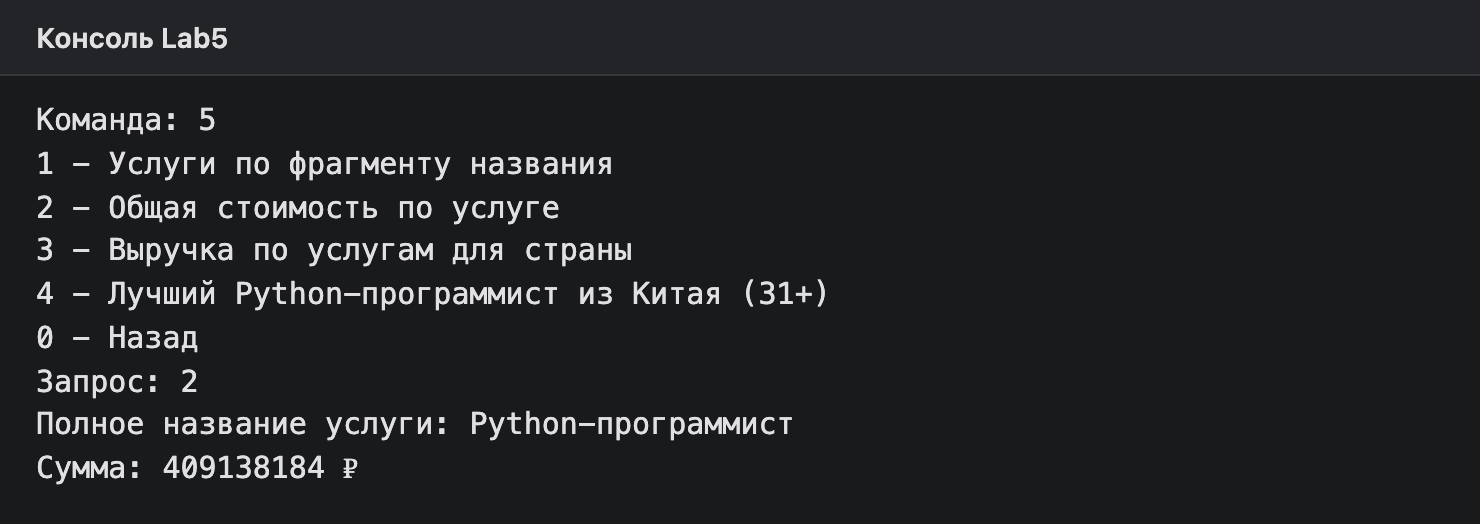 Консоль Lab5
Команда: 5
1 – Услуги по фрагменту названия
2 – Общая стоимость по услуге
3 – Выручка по услугам для страны
4 – Лучший Python-программист из Китая (31+)
0 – Назад
Запрос: 2
Полное название услуги: Python-программист
Сумма: 409138184 ₽